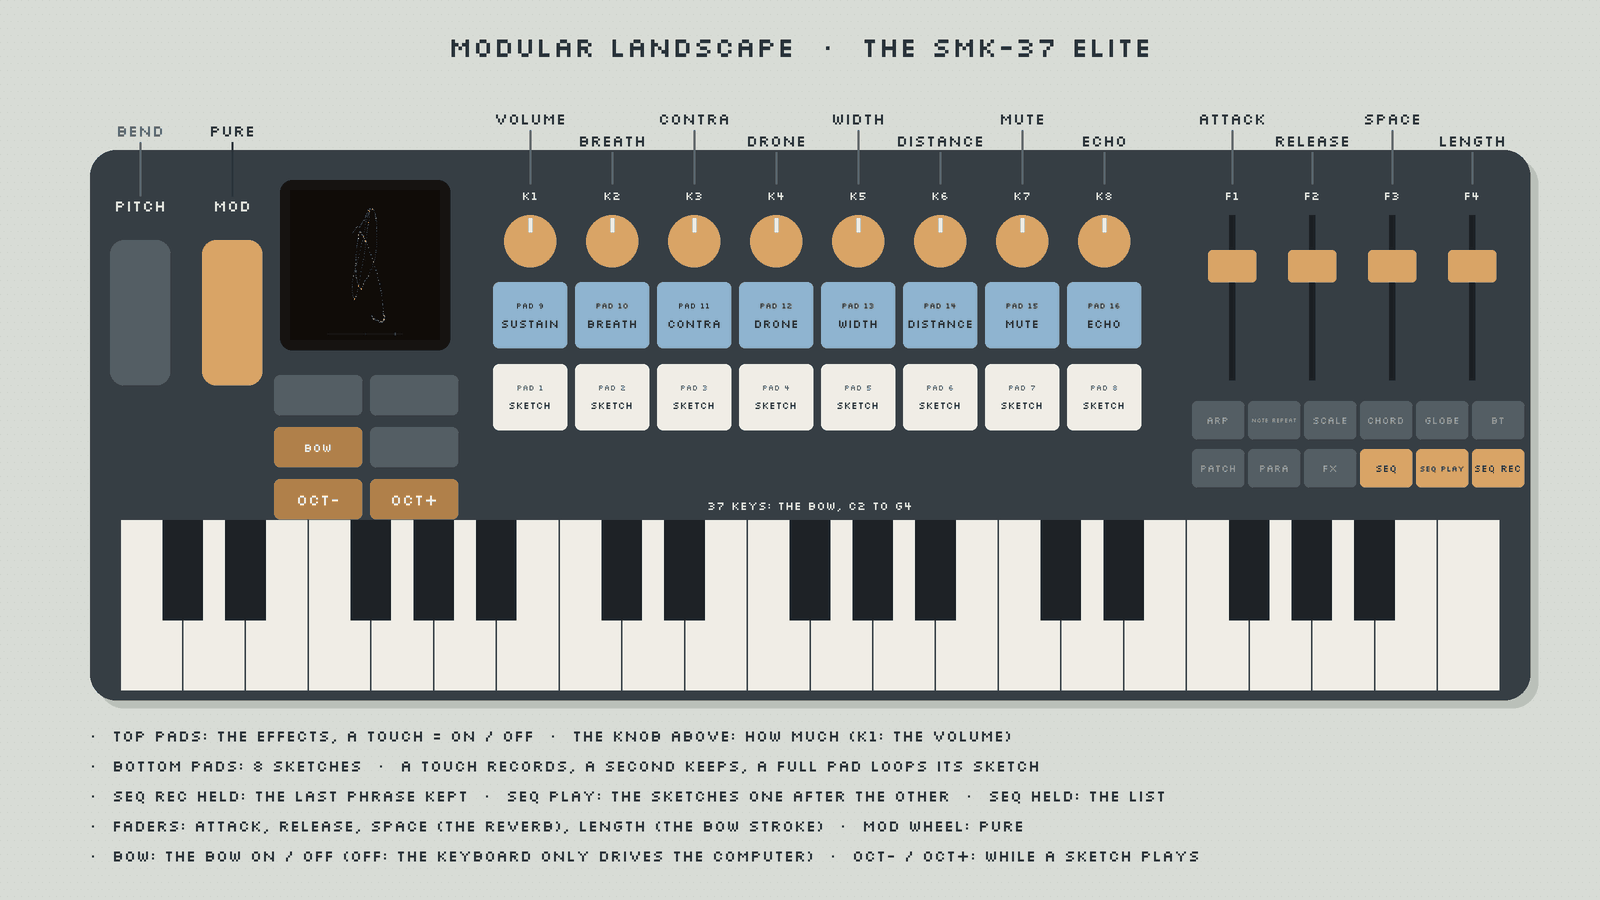 MODULAR LANDSCAPE · THE SMK-37 ELITE
VOLUME CONTRA WIDTH MUTE ATTACK SPACE
BEND PURE BREATH DRONE DISTANCE ECHO RELEASE LENGTH
K1 K2 K3 K4 K5 K6 K7 K8 F1 F2 F3 F4
PITCH MOD
PAD 9 PAD 10 PAD 11 PAD 12 PAD 13 PAD 14 PAD 15 PAD 16
SUSTAIN BREATH CONTRA DRONE WIDTH DISTANCE MUTE ECHO
PAD 1 PAD 2 PAD 3 PAD 4 PAD 5 PAD 6 PAD 7 PAD 8
SKETCH SKETCH SKETCH SKETCH SKETCH SKETCH SKETCH SKETCH
ARP NOTE REPEAT SCALE CHORD GLOBE BT
BOW
PATCH PARA FX SEQ SEQ PLAY SEQ REC
OCT- OCT+
37 KEYS: THE BOW, C2 TO G4
· TOP PADS: THE EFFECTS, A TOUCH = ON / OFF · THE KNOB ABOVE: HOW MUCH (K1: THE VOLUME)
· BOTTOM PADS: 8 SKETCHES · A TOUCH RECORDS, A SECOND KEEPS, A FULL PAD LOOPS ITS SKETCH
· SEQ REC HELD: THE LAST PHRASE KEPT · SEQ PLAY: THE SKETCHES ONE AFTER THE OTHER · SEQ HELD: THE LIST
· FADERS: ATTACK, RELEASE, SPACE (THE REVERB), LENGTH (THE BOW STROKE) · MOD WHEEL: PURE
· BOW: THE BOW ON / OFF (OFF: THE KEYBOARD ONLY DRIVES THE COMPUTER) · OCT- / OCT+: WHILE A SKETCH PLAYS